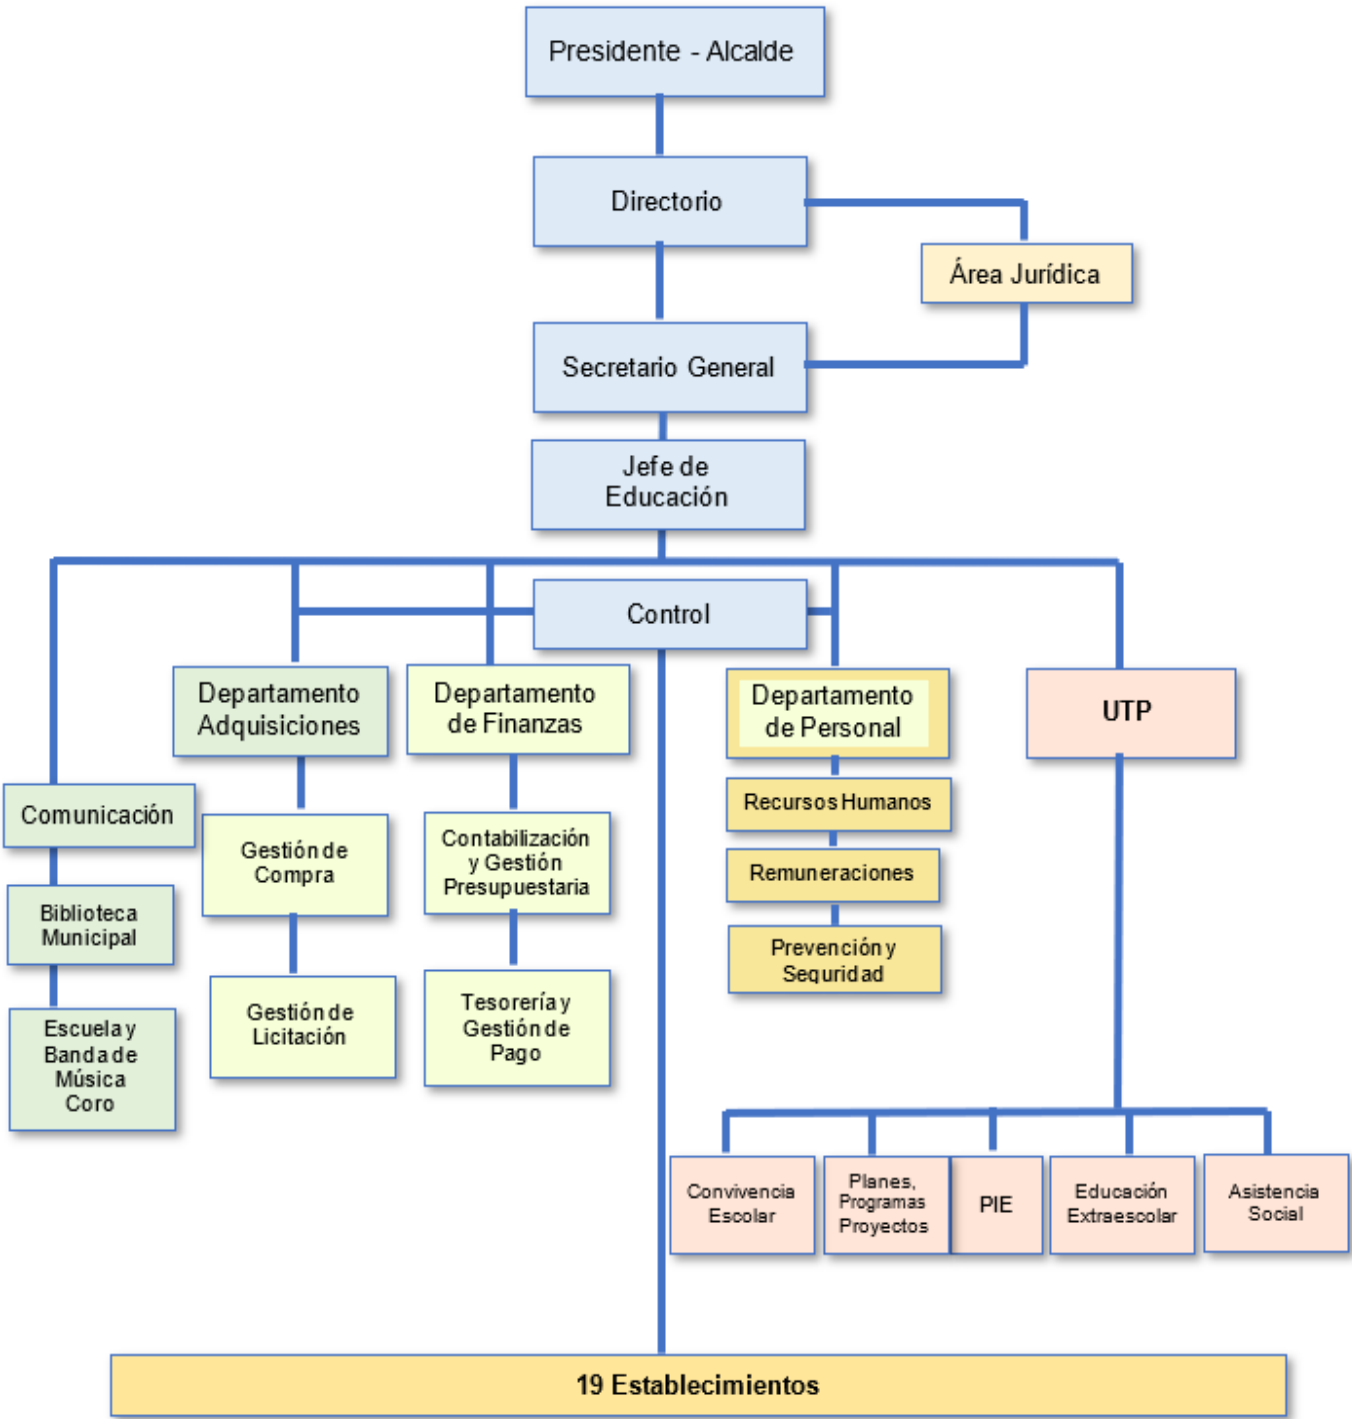 Presidente - Alcalde
Directorio
Área Jurídica
Secretario General
Jefe de
Educación
Control
Departamento
Adquisiciones
Departamento
de Finanzas
Departamento
de Personal
UTP
Comunicación
Gestión de
Compra
Contabilización
y Gestión
Presupuestaria
Recursos Humanos
Remuneraciones
Biblioteca
Municipal
Prevención y
Seguridad
Gestión de
Licitación
Tesorería y
Gestión de
Pago
Escuela y
Banda de
Música
Coro
Convivencia
Escolar
Planes,
Programas
Proyectos
PIE
Educación
Extraescolar
Asistencia
Social
19 Establecimientos